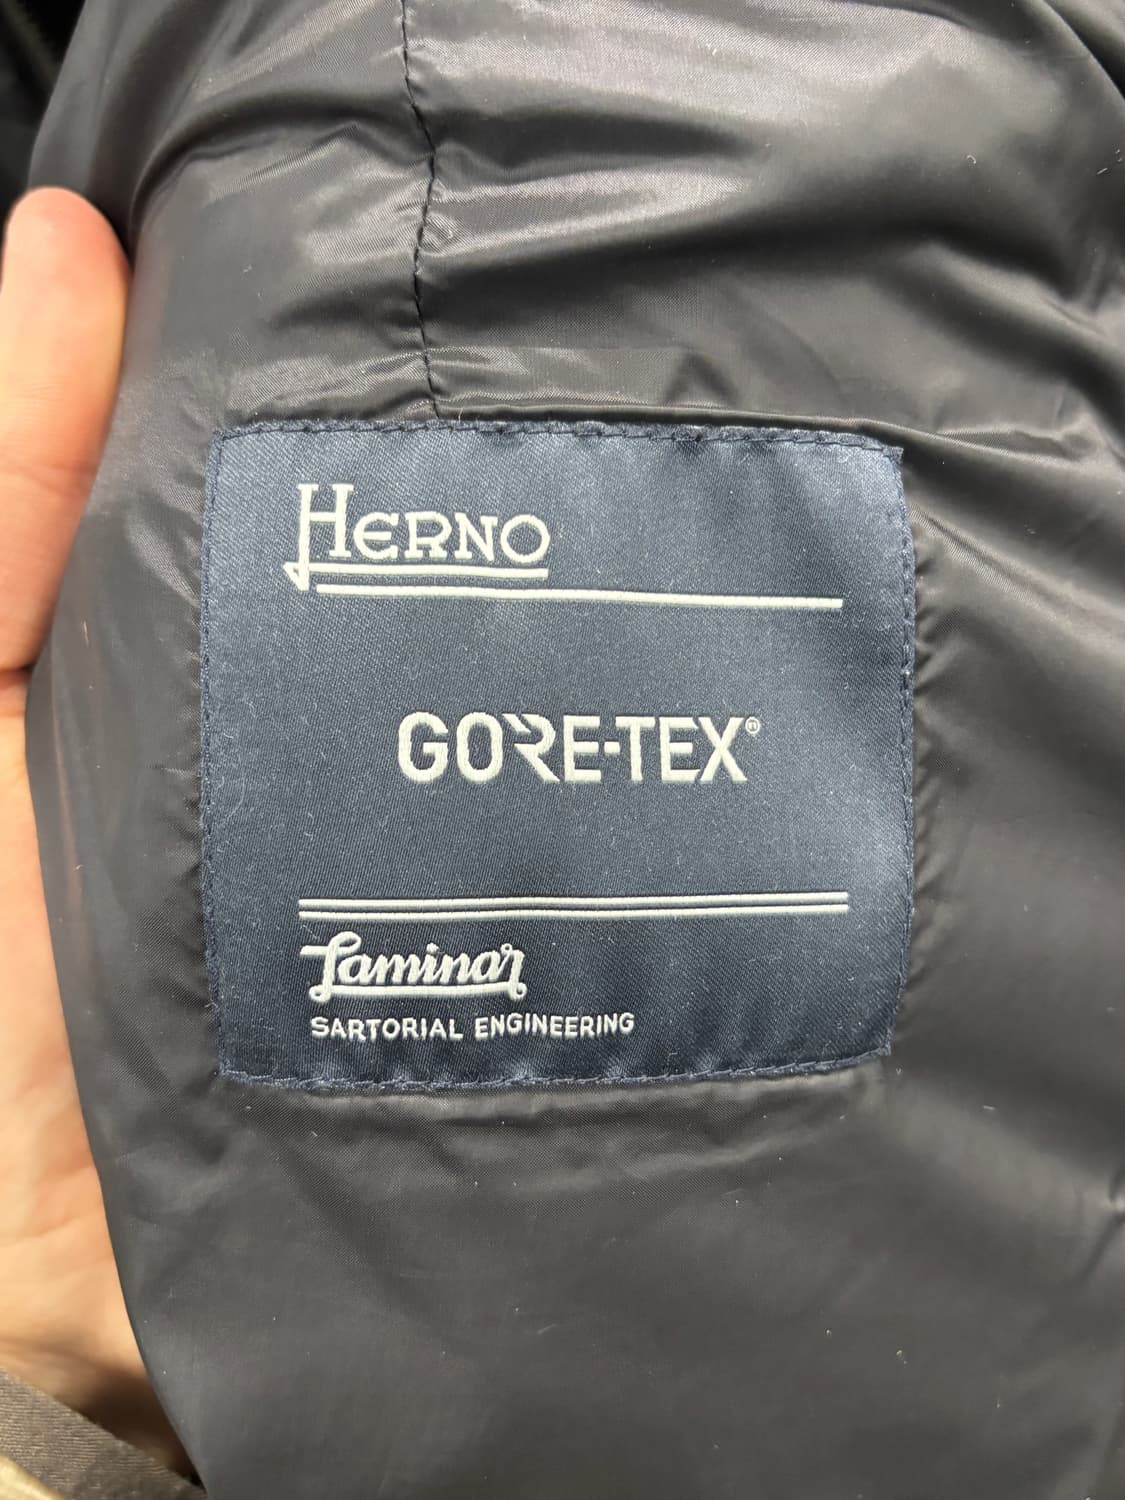 HERNO
GORE-TEX®
Laminar
SARTORIAL ENGINEERING